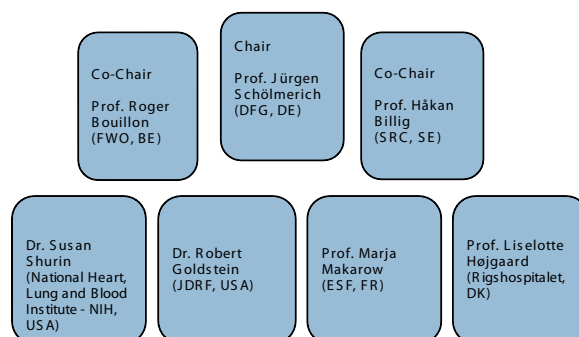 Co-Chair
Prof. Roger
Bouillon
(FWO, BE)
Chair
Prof. Jürgen
Schölmerich
(DFG, DE)
Co-Chair
Prof. Håkan
Billig
(SRC, SE)
Dr. Susan
Shurin
(National Heart,
Lung and Blood
Institute - NIH,
USA)
Dr. Robert
Goldstein
(JDRF, USA)
Prof. Marja
Makarow
(ESF, FR)
Prof. Liselotte
Højgaard
(Rigshospitalet,
DK)